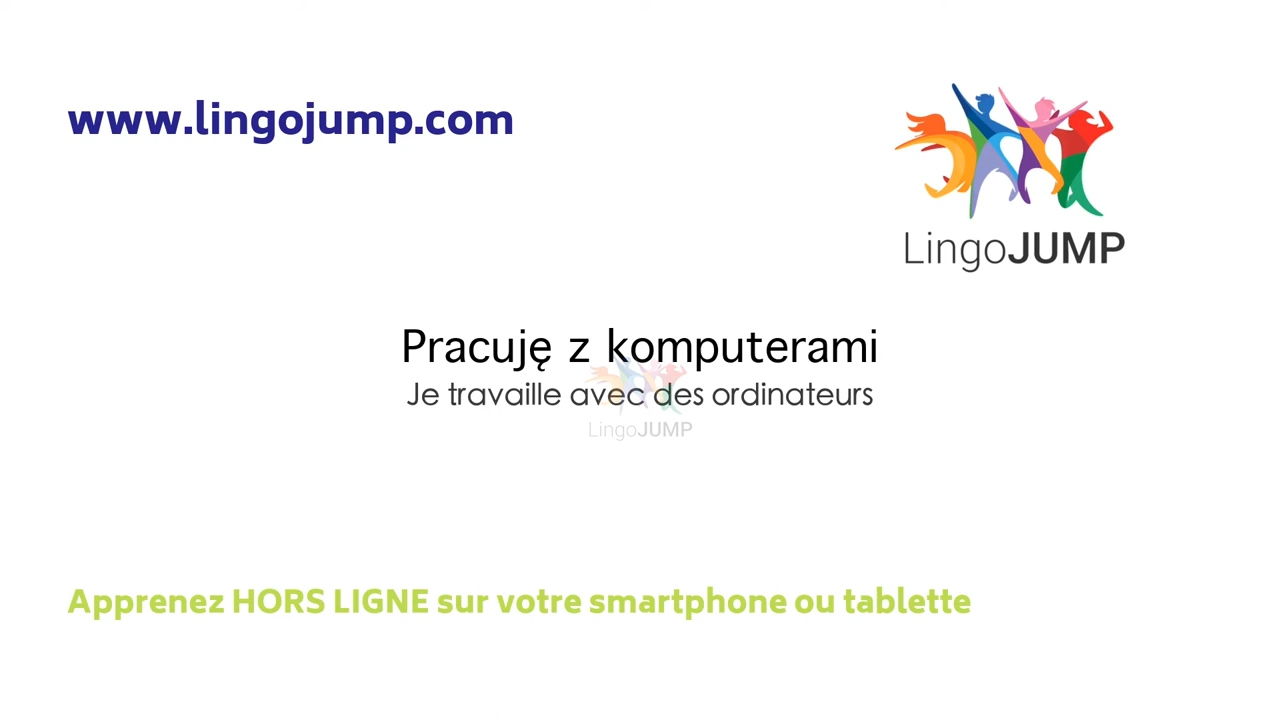 www.lingojump.com
LingoJUMP
Pracuję z komputerami
Je travaille avec des ordinateurs
LingoJUMP
Apprenez HORS LIGNE sur votre smartphone ou tablette